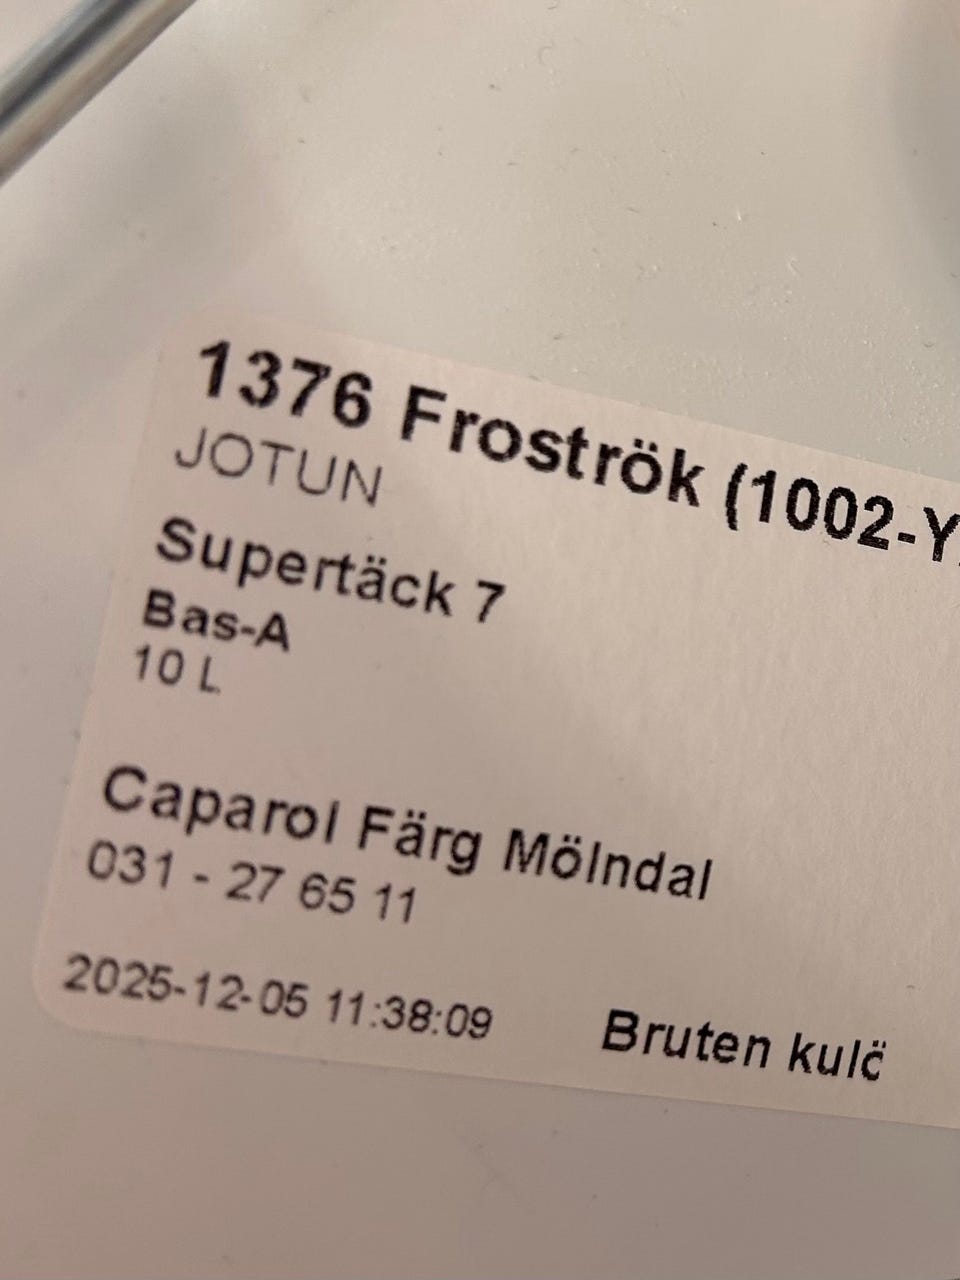 1376 Froströk (1002-Y
JOTUN
Supertäck 7
Bas-A
10 L
Caparol Färg Mölndal
031 - 27 65 11
2025-12-05 11:38:09
Bruten kulö